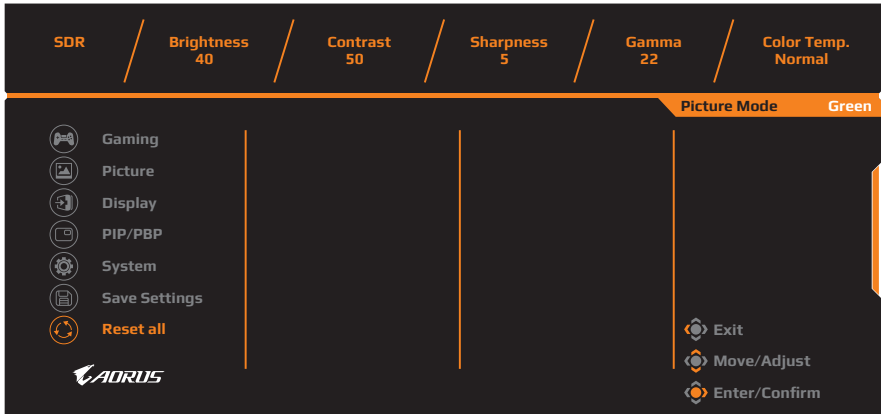 SDR
Brightness
40
Contrast
50
Sharpness
5
Gamma
22
Color Temp.
Normal
Picture Mode Green
Gaming
Picture
Display
PIP/PBP
System
Save Settings
Reset all
AORUS
Exit
Move/Adjust
Enter/Confirm